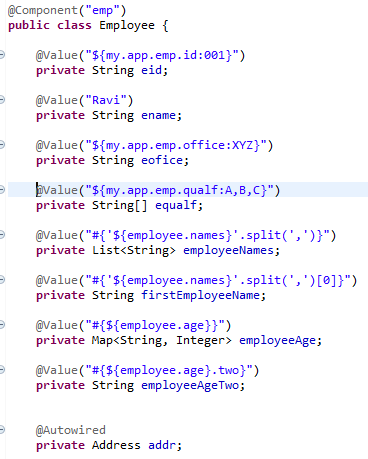 @Component("emp")
public class Employee {
@Value("${my.app.emp.id:001}")
private String eid;
@Value("Ravi")
private String ename;
@Value("${my.app.emp.office:XYZ}")
private String eofice;
@Value("${my.app.emp.qualf:A,B,C}")
private String[] equalf;
@Value("#{'${employee.names}'.split(',')}")
private List<String> employeeNames;
@Value("#{'${employee.names}'.split(',')[0]}")
private String firstEmployeeName;
@Value("#{${employee.age}}")
private Map<String, Integer> employeeAge;
@Value("#{${employee.age}.two}")
private String employeeAgeTwo;
@Autowired
private Address addr;